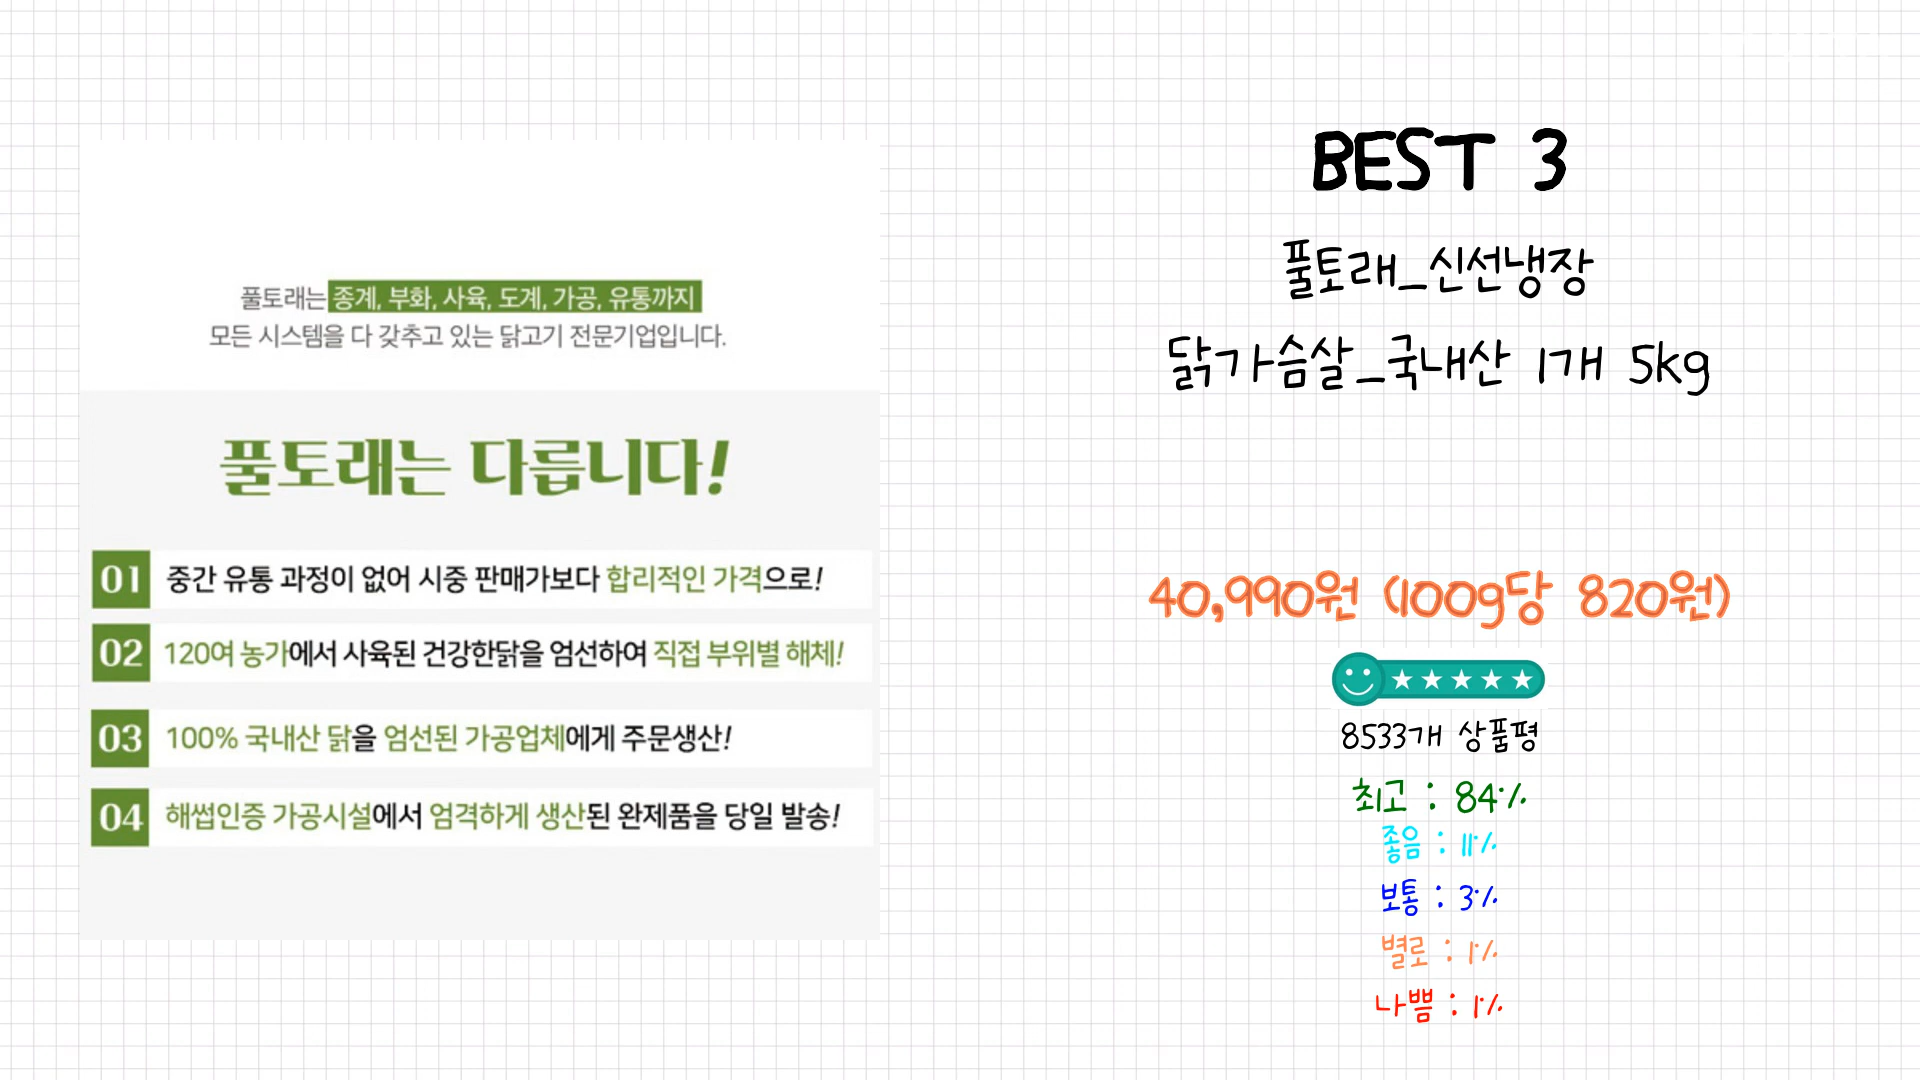 풀토래는 종계, 부화, 사육, 도계, 가공, 유통까지
모든 시스템을 다 갖추고 있는 닭고기 전문기업입니다.
풀토래는 다릅니다!
01 중간 유통 과정이 없어 시중 판매가보다 합리적인 가격으로!
02 120여 농가에서 사육된 건강한닭을 엄선하여 직접 부위별 해체!
03 100% 국내산 닭을 엄선된 가공업체에게 주문생산!
04 해썹인증 가공시설에서 엄격하게 생산된 완제품을 당일 발송!
BEST 3
풀토래_신선냉장
닭가슴살_국내산 1개 5kg
40,990원 (100g당 820원)
8533개 상품평
최고 : 84%
좋음 : 11%
보통 : 3%
별로 : 1%
나쁨 : 1%